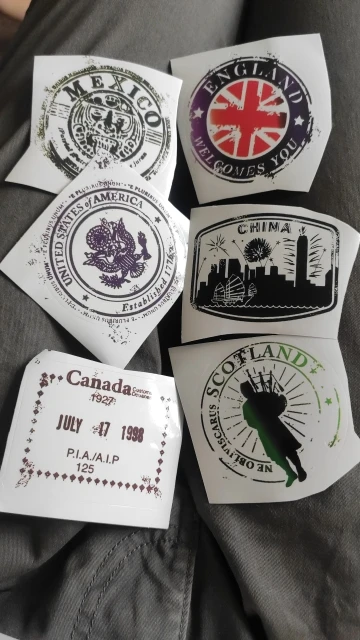 MEXICO
ENGLAND
WELCOMES YOU
UNITED STATES of AMERICA
Established 1776
E PLURIBUS UNUM
CHINA
Canada Customs
1927
JULY 17 1998
P.I.A./A.I.P
125
SCOTLAND
NE OBLIVISCARIS